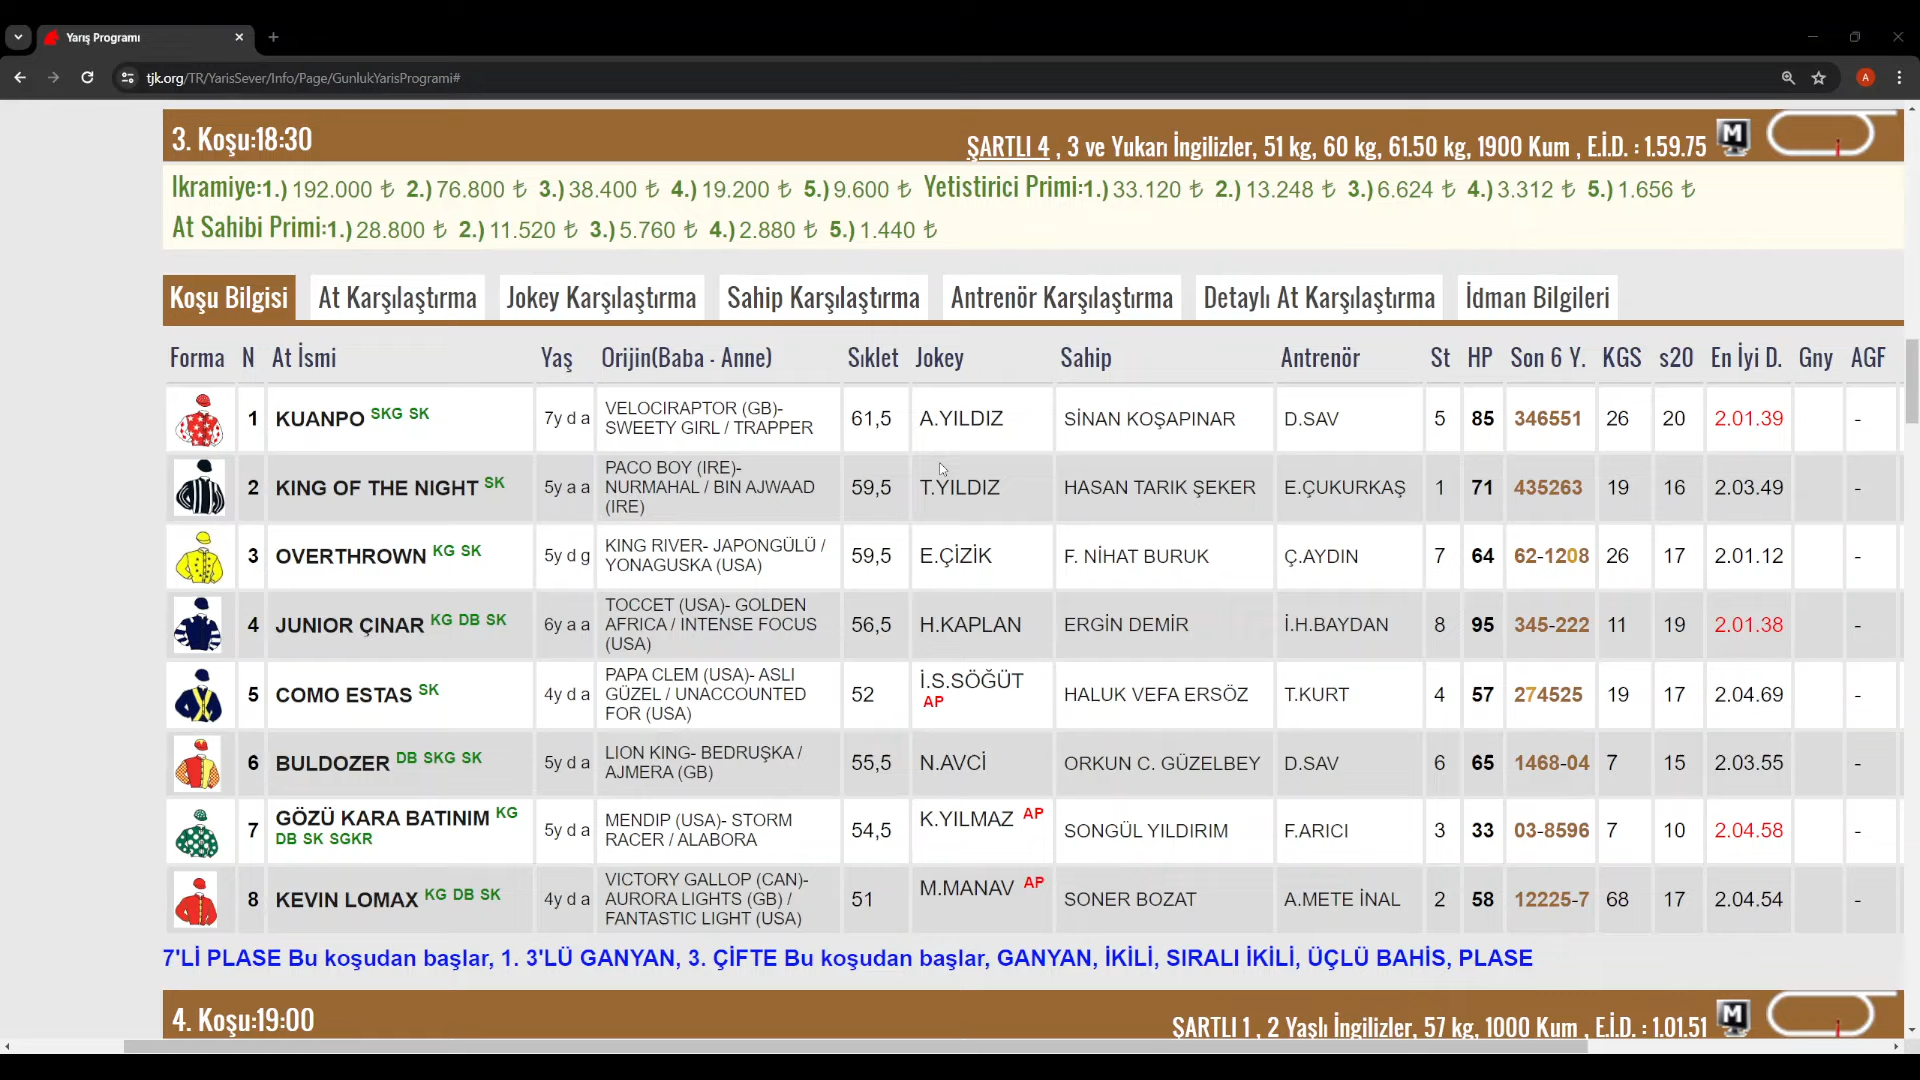 Yarış Programı
tjk.org/TR/YarisSever/Info/Page/GunlukYarisProgrami#
A
3. Koşu:18:30
ŞARTLI 4 , 3 ve Yukarı İngilizler, 51 kg, 60 kg, 61.50 kg, 1900 Kum , E.İ.D. : 1.59.75
M
Ikramiye:1.) 192.000 ₺ 2.) 76.800 ₺ 3.) 38.400 ₺ 4.) 19.200 ₺ 5.) 9.600 ₺ Yetistirici Primi:1.) 33.120 ₺ 2.) 13.248 ₺ 3.) 6.624 ₺ 4.) 3.312 ₺ 5.) 1.656 ₺
At Sahibi Primi:1.) 28.800 ₺ 2.) 11.520 ₺ 3.) 5.760 ₺ 4.) 2.880 ₺ 5.) 1.440 ₺
Koşu Bilgisi At Karşılaştırma Jokey Karşılaştırma Sahip Karşılaştırma Antrenör Karşılaştırma Detaylı At Karşılaştırma İdman Bilgileri
Forma N At İsmi Yaş Orijin(Baba - Anne) Sıklet Jokey Sahip Antrenör St HP Son 6 Y. KGS s20 En İyi D. Gny AGF
1 KUANPO SKG SK 7y d a VELOCIRAPTOR (GB)-
SWEETY GIRL / TRAPPER 61,5 A.YILDIZ SİNAN KOŞAPINAR D.SAV 5 85 346551 26 20 2.01.39 -
2 KING OF THE NIGHT SK 5y a a PACO BOY (IRE)-
NURMAHAL / BIN AJWAAD
(IRE) 59,5 T.YILDIZ HASAN TARIK ŞEKER E.ÇUKURKAŞ 1 71 435263 19 16 2.03.49 -
3 OVERTHROWN KG SK 5y d g KING RIVER- JAPONGÜLÜ /
YONAGUSKA (USA) 59,5 E.ÇİZİK F. NİHAT BURUK Ç.AYDIN 7 64 62-1208 26 17 2.01.12 -
4 JUNIOR ÇINAR KG DB SK 6y a a TOCCET (USA)- GOLDEN
AFRICA / INTENSE FOCUS
(USA) 56,5 H.KAPLAN ERGİN DEMİR İ.H.BAYDAN 8 95 345-222 11 19 2.01.38 -
5 COMO ESTAS SK 4y d a PAPA CLEM (USA)- ASLI
GÜZEL / UNACCOUNTED
FOR (USA) 52 İ.S.SÖĞÜT
AP HALUK VEFA ERSÖZ T.KURT 4 57 274525 19 17 2.04.69 -
6 BULDOZER DB SKG SK 5y d a LION KING- BEDRUŞKA /
AJMERA (GB) 55,5 N.AVCİ ORKUN C. GÜZELBEY D.SAV 6 65 1468-04 7 15 2.03.55 -
7 GÖZÜ KARA BATINIM KG
DB SK SGKR 5y d a MENDIP (USA)- STORM
RACER / ALABORA 54,5 K.YILMAZ AP SONGÜL YILDIRIM F.ARICI 3 33 03-8596 7 10 2.04.58 -
8 KEVIN LOMAX KG DB SK 4y d a VICTORY GALLOP (CAN)-
AURORA LIGHTS (GB) /
FANTASTIC LIGHT (USA) 51 M.MANAV AP SONER BOZAT A.METE İNAL 2 58 12225-7 68 17 2.04.54 -
7'Lİ PLASE Bu koşudan başlar, 1. 3'LÜ GANYAN, 3. ÇİFTE Bu koşudan başlar, GANYAN, İKİLİ, SIRALI İKİLİ, ÜÇLÜ BAHİS, PLASE
4. Koşu:19:00
ŞARTLI 1 , 2 Yaşlı İngilizler, 57 kg, 1000 Kum , E.İ.D. : 1.01.51
M